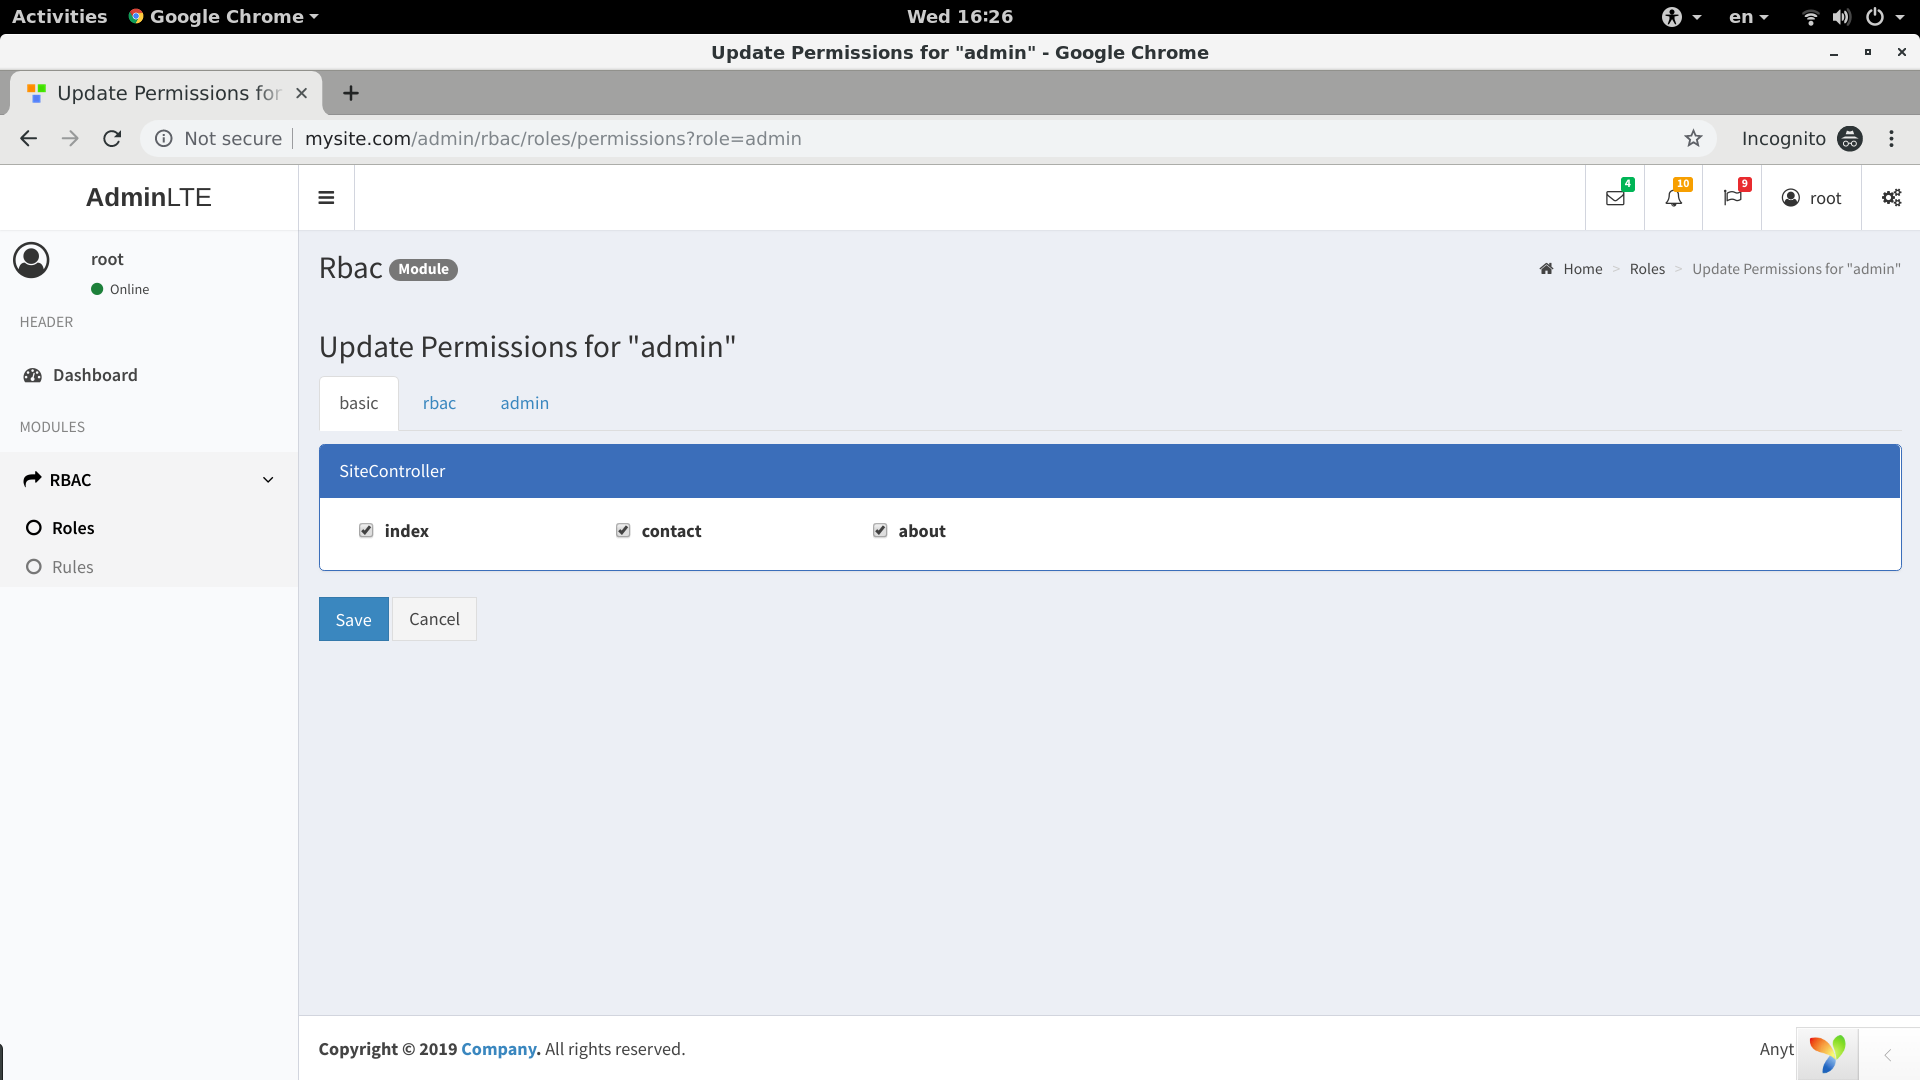 Activities Google Chrome Wed 16:26 en
Update Permissions for "admin" - Google Chrome
Update Permissions for
Not secure mysite.com/admin/rbac/roles/permissions?role=admin Incognito
AdminLTE 4 10 9 root
root
Online
HEADER
Dashboard
MODULES
RBAC
Roles
Rules
Rbac Module Home > Roles > Update Permissions for "admin"
Update Permissions for "admin"
basic rbac admin
SiteController
index contact about
Save Cancel
Copyright © 2019 Company. All rights reserved. Anyt